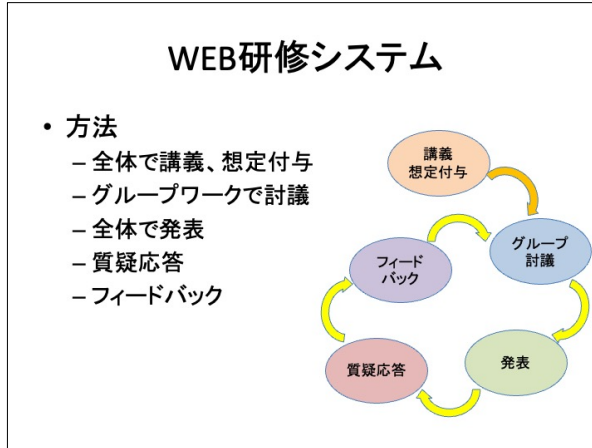 WEB研修システム
• 方法
– 全体で講義、想定付与
– グループワークで討議
– 全体で発表
– 質疑応答
– フィードバック
講義
想定付与
グループ
討議
発表
質疑応答
フィード
バック